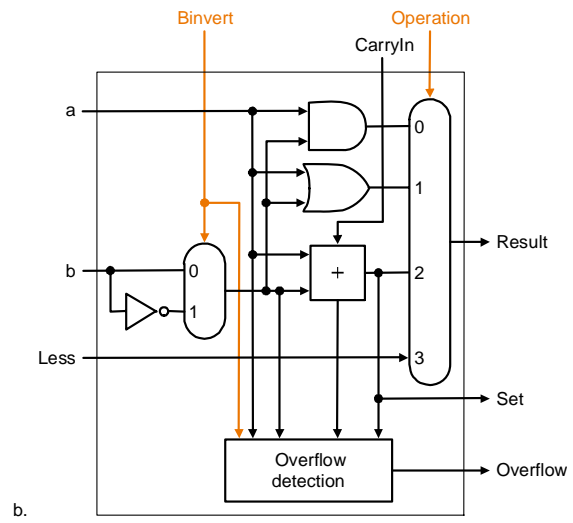 Binvert
Operation
CarryIn
a
0
1
b
0
+
2
1
Less
3
Set
Result
Overflow
detection
Overflow
b.